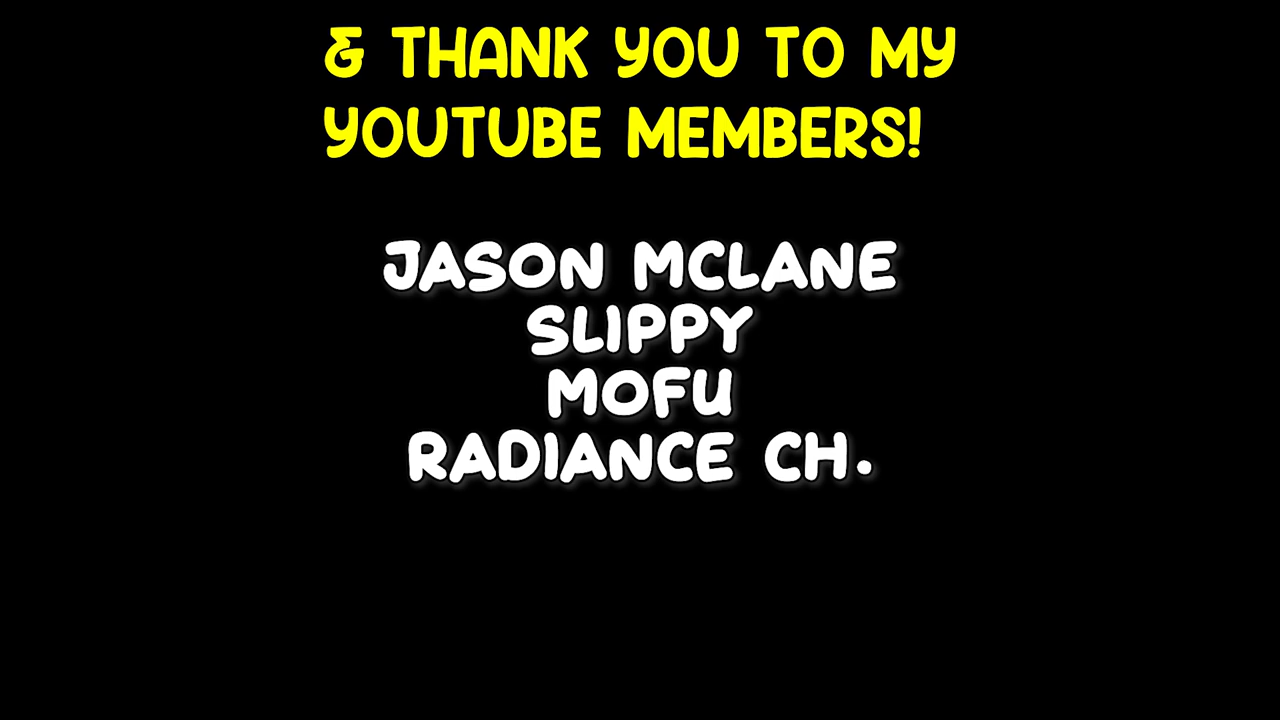 & THANK YOU TO MY
YOUTUBE MEMBERS!
JASON MCLANE
SLIPPY
MOFU
RADIANCE CH.